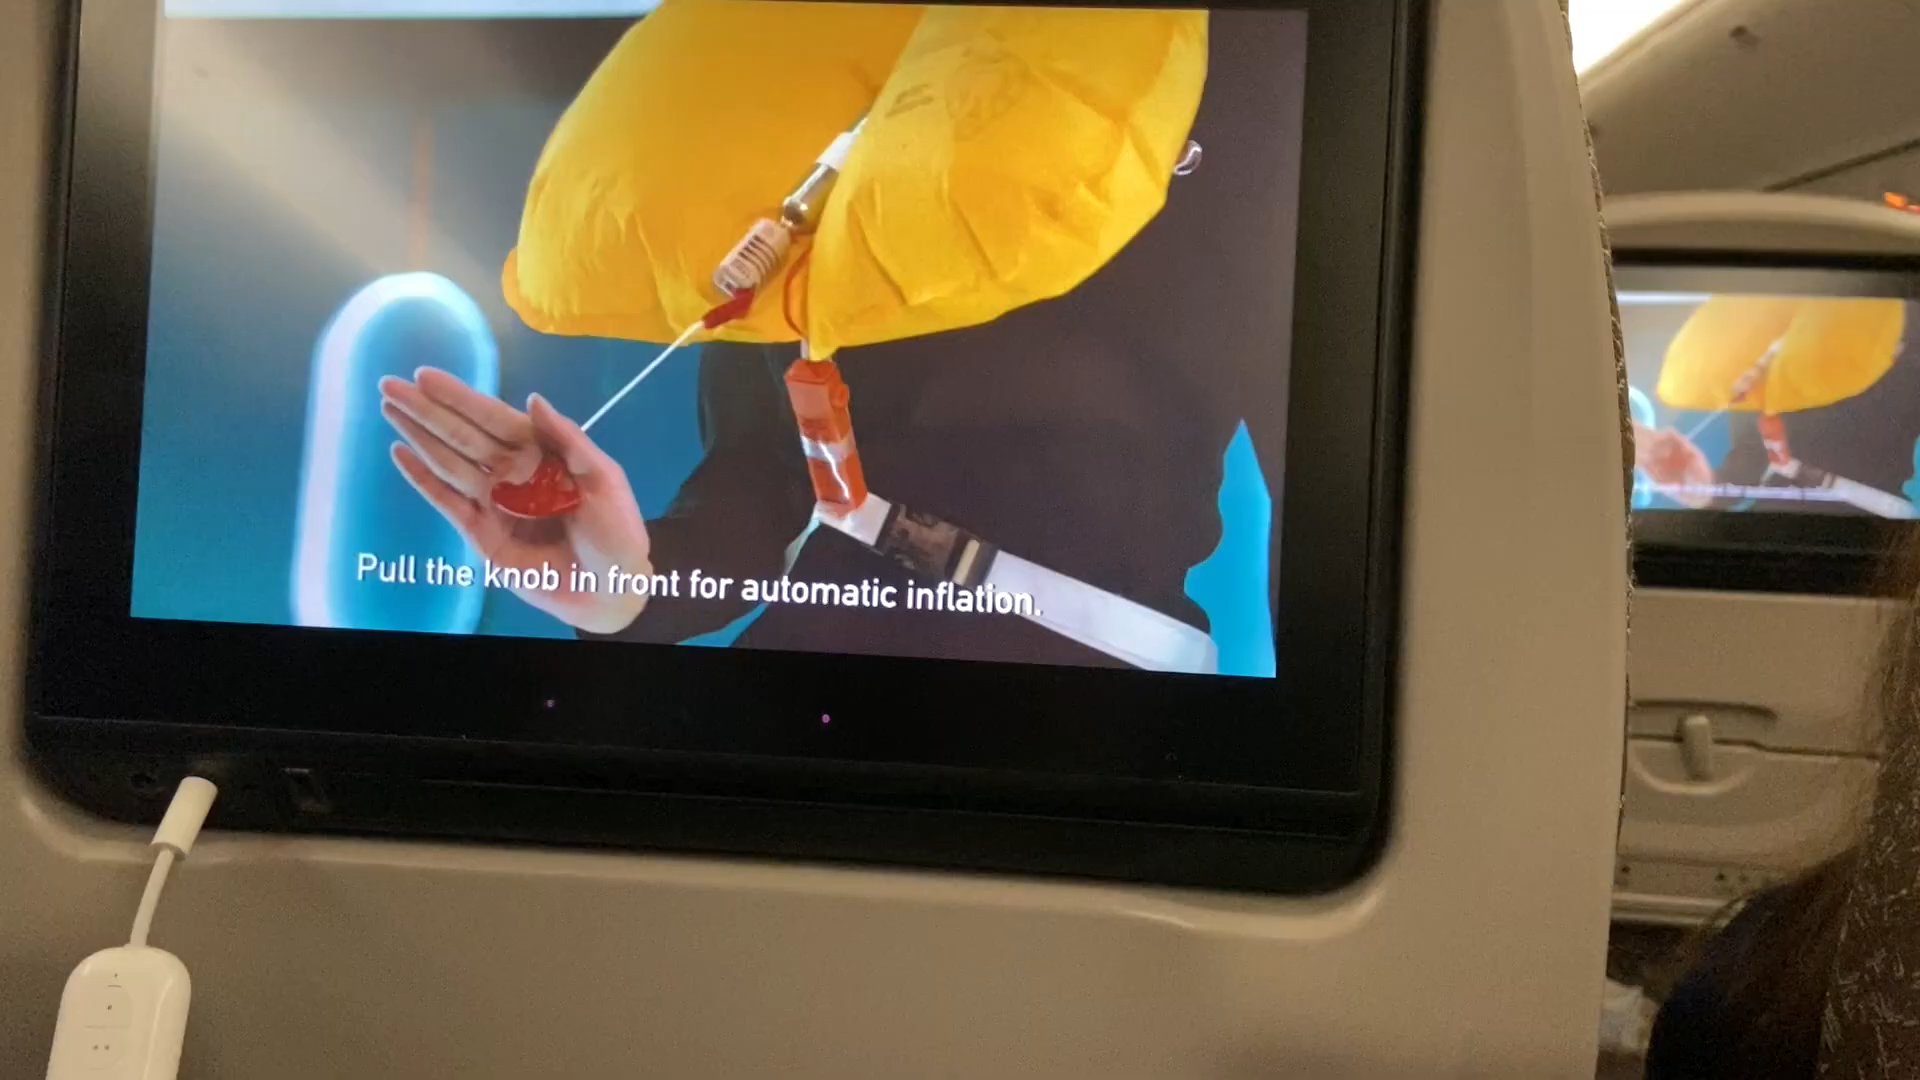 Pull the knob in front for automatic inflation.